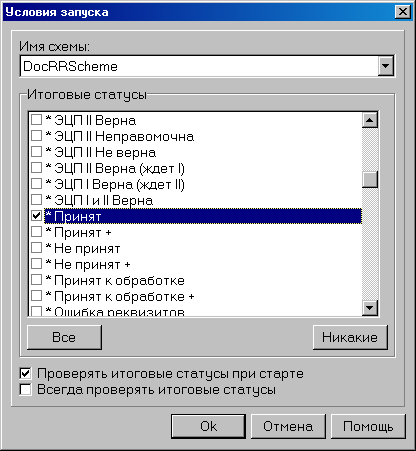 Условия запуска
Имя схемы:
DocRRScheme
Итоговые статусы
* ЭЦП II Верна
* ЭЦП II Неправомочна
* ЭЦП II Не верна
* ЭЦП II Верна (ждет I)
* ЭЦП I Верна (ждет II)
* ЭЦП I и II Верна
* Принят
* Принят +
* Не принят
* Не принят +
* Принят к обработке
* Принят к обработке +
* Ошибка реквизитов
Все
Никакие
Проверять итоговые статусы при старте
Всегда проверять итоговые статусы
Ok
Отмена
Помощь